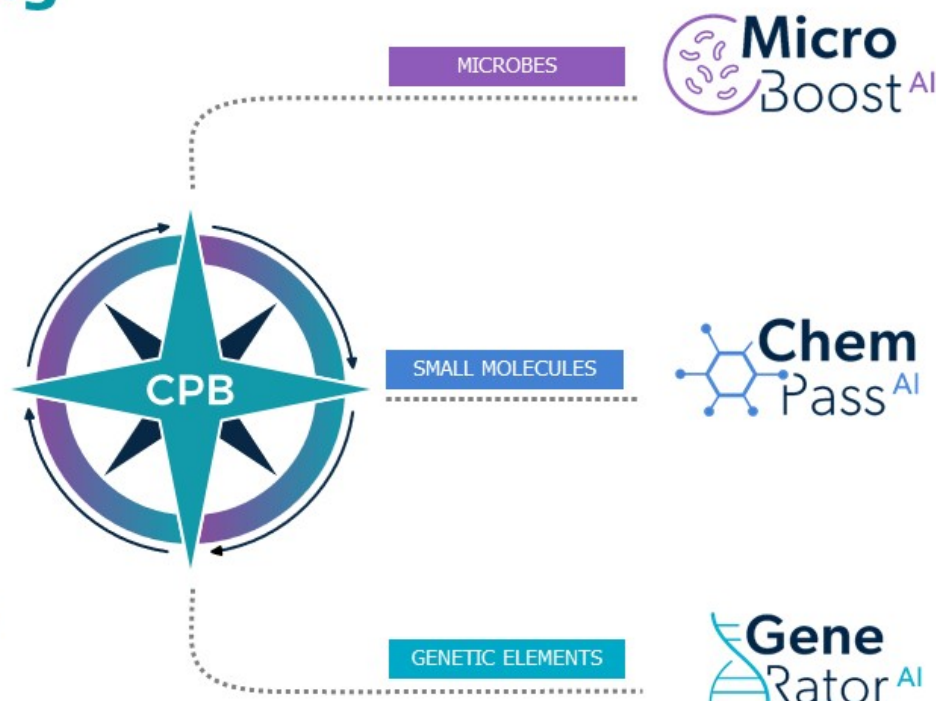 MICROBES
Micro
Boost AI
CPB
SMALL MOLECULES
Chem
Pass AI
GENETIC ELEMENTS
Gene
Rator AI